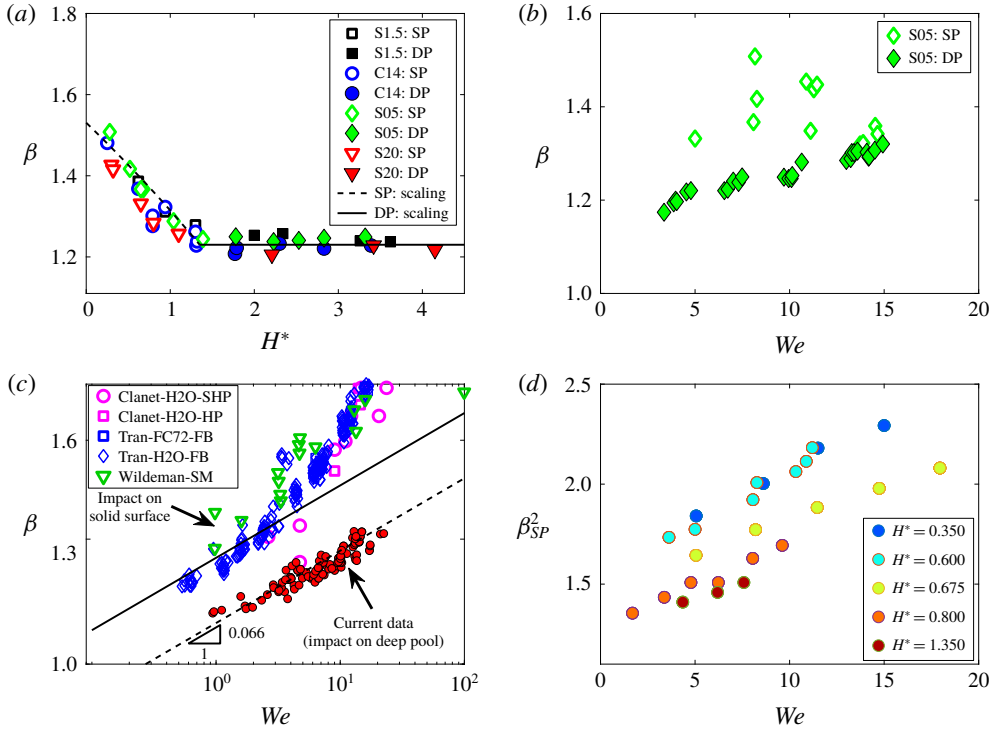 (a)
1.8
1.6
β
1.4
1.2
0 1 2 3 4
H*
S1.5: SP
S1.5: DP
C14: SP
C14: DP
S05: SP
S05: DP
S20: SP
S20: DP
SP: scaling
DP: scaling
(b)
1.6
1.4
β
1.2
1.0
0 5 10 15 20
We
S05: SP
S05: DP
(c)
1.6
β
1.3
1.0
10⁰ 10¹ 10²
We
Clanet-H2O-SHP
Clanet-H2O-HP
Tran-FC72-FB
Tran-H2O-FB
Wildeman-SM
Impact on
solid surface
0.066
1
Current data
(impact on deep pool)
(d)
2.5
2.0
β²SP
1.5
0 5 10 15 20
We
H* = 0.350
H* = 0.600
H* = 0.675
H* = 0.800
H* = 1.350